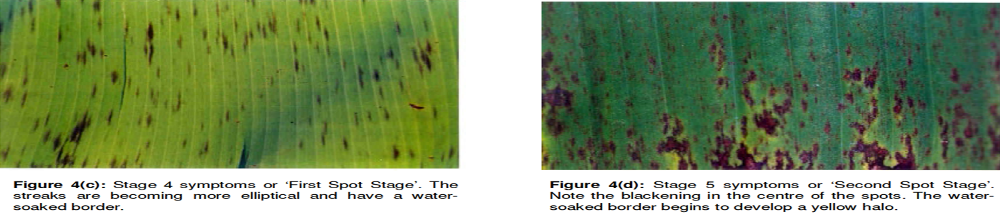 Figure 4(c): Stage 4 symptoms or ‘First Spot Stage’. The
streaks are becoming more elliptical and have a water-
soaked border.
Figure 4(d): Stage 5 symptoms or ‘Second Spot Stage’.
Note the blackening in the centre of the spots. The water-
soaked border begins to develop a yellow halo.